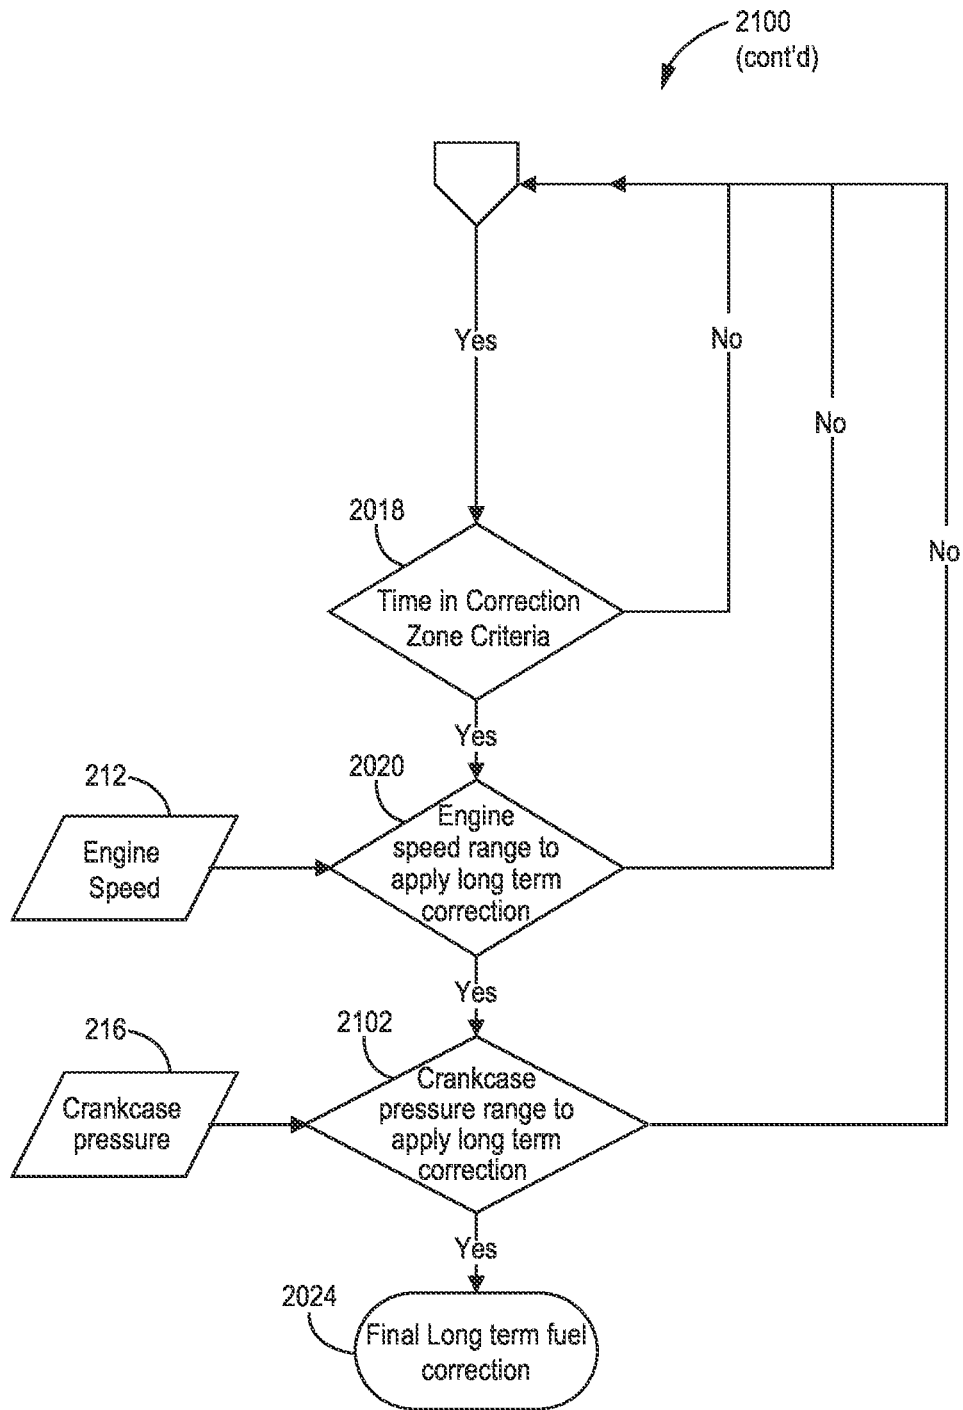 2100
(cont'd)
Yes
No
No
No
2018
Time in Correction
Zone Criteria
Yes
212
Engine
Speed
2020
Engine
speed range to
apply long term
correction
Yes
216
Crankcase
pressure
2102
Crankcase
pressure range to
apply long term
correction
Yes
2024
Final Long term fuel
correction